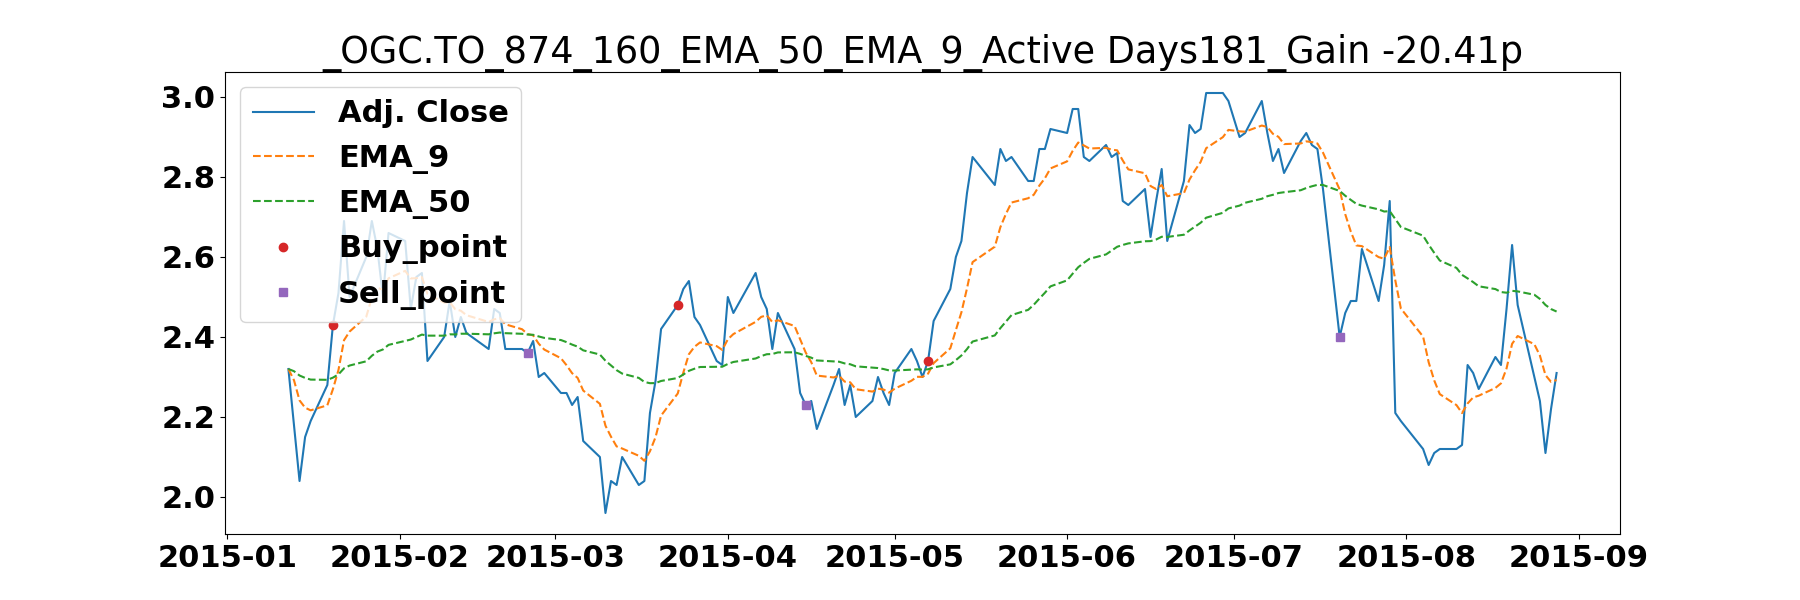 _OGC.TO_874_160_EMA_50_EMA_9_Active Days181_Gain -20.41p
Adj. Close
EMA_9
EMA_50
Buy_point
Sell_point
3.0
2.8
2.6
2.4
2.2
2.0
2015-01 2015-02 2015-03 2015-04 2015-05 2015-06 2015-07 2015-08 2015-09